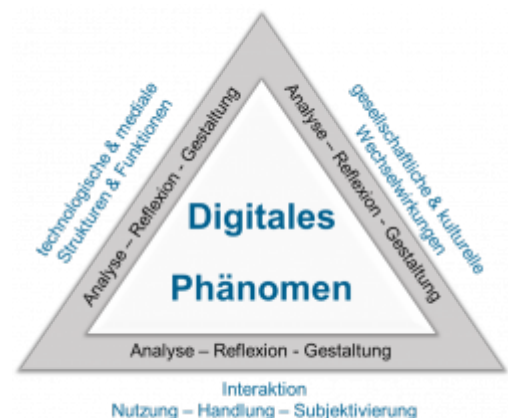 technologische & mediale
Strukturen & Funktionen
Analyse – Reflexion - Gestaltung
gesellschaftliche & kulturelle
Wechselwirkungen
Analyse – Reflexion - Gestaltung
Digitales
Phänomen
Analyse – Reflexion - Gestaltung
Interaktion
Nutzung – Handlung – Subjektivierung